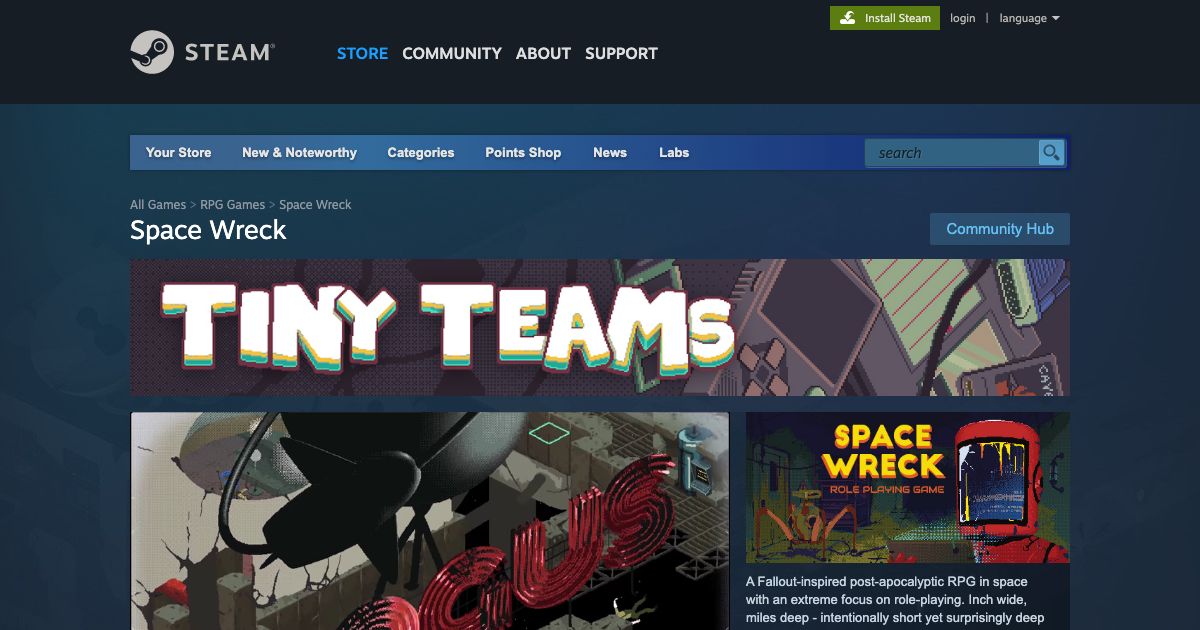 Install Steam login | language
STEAM®
STORE COMMUNITY ABOUT SUPPORT
Your Store New & Noteworthy Categories Points Shop News Labs search
All Games > RPG Games > Space Wreck
Space Wreck
Community Hub
TINY TEAMS
CAVE
SPACE
WRECK
ROLE PLAYING GAME
A Fallout-inspired post-apocalyptic RPG in space
with an extreme focus on role-playing. Inch wide,
miles deep - intentionally short yet surprisingly deep